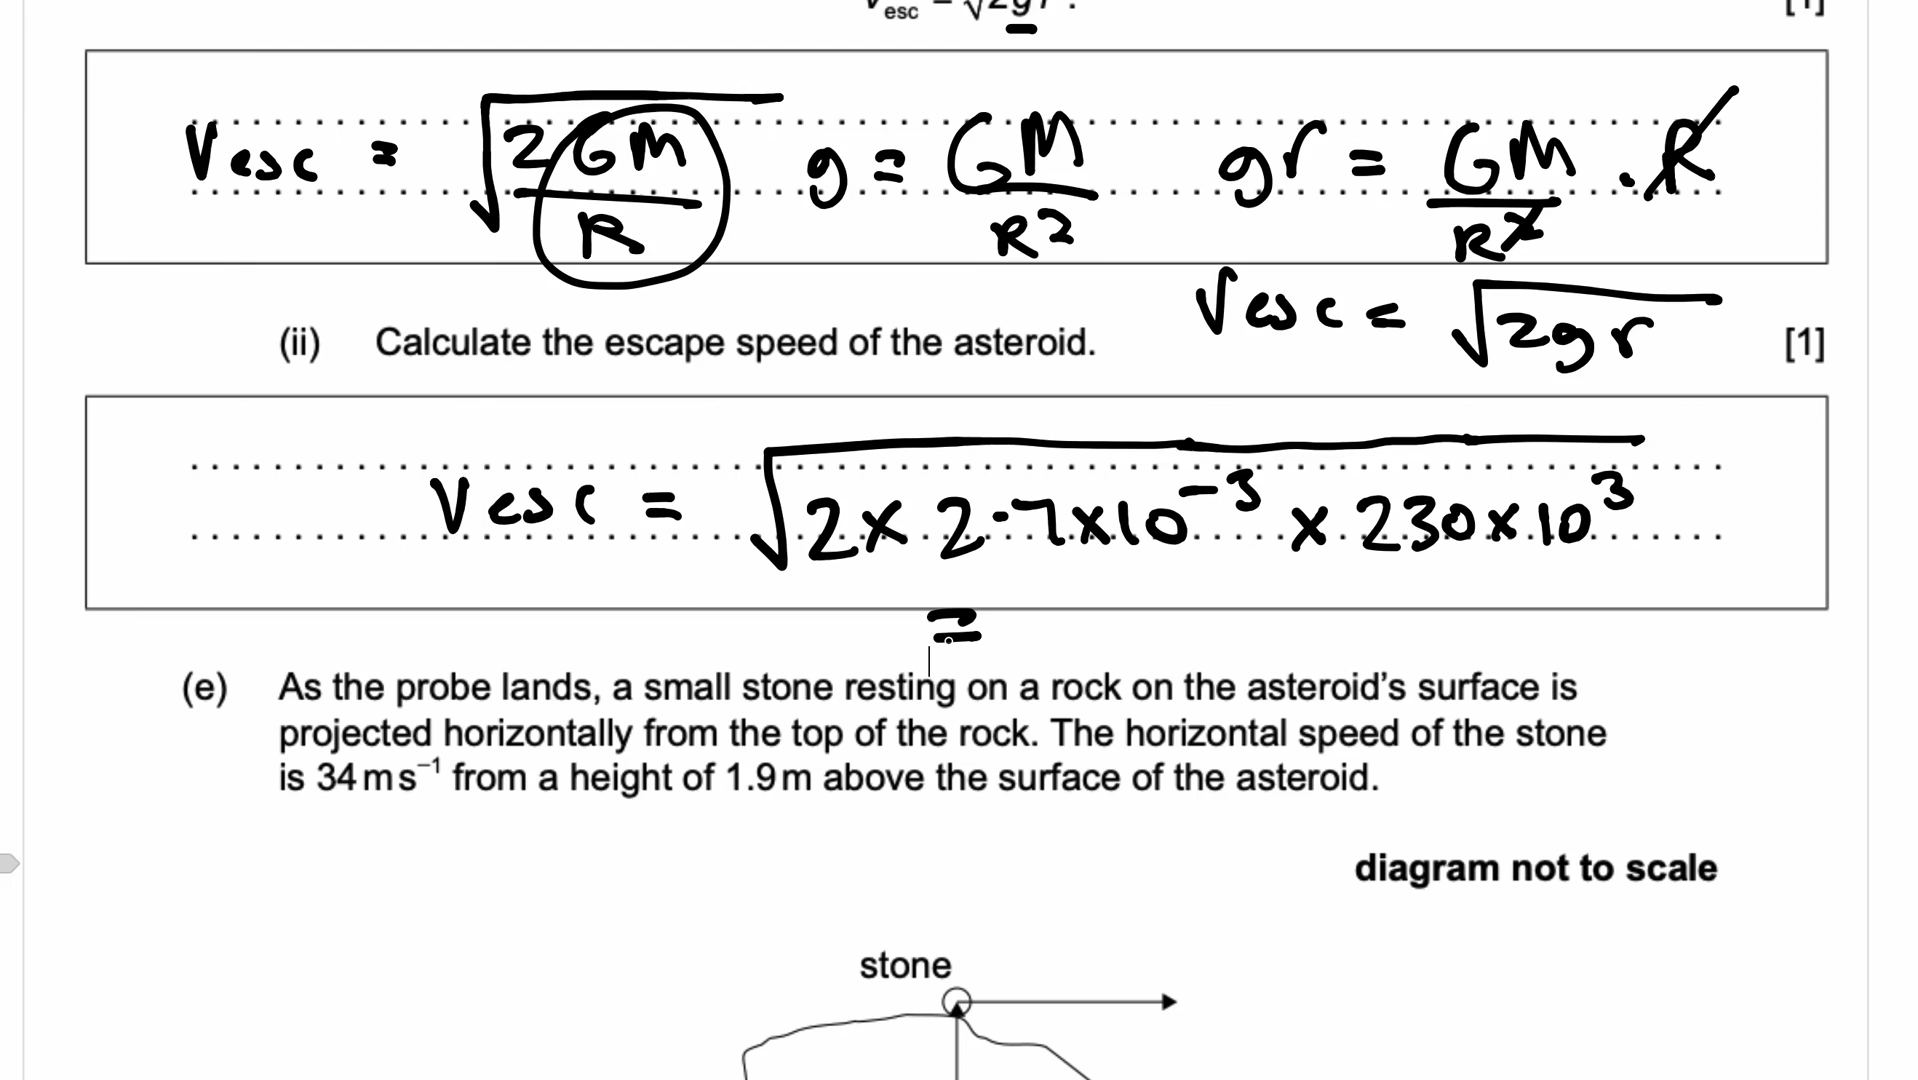 vesc = √2gr . [1]
Vesc = √(2GM/R) g = GM/R² gr = GM/R² . R
Vesc = √2gr
(ii) Calculate the escape speed of the asteroid. [1]
Vesc = √2×2·7×10⁻³ × 230×10³
=
(e) As the probe lands, a small stone resting on a rock on the asteroid’s surface is
projected horizontally from the top of the rock. The horizontal speed of the stone
is 34 m s⁻¹ from a height of 1.9 m above the surface of the asteroid.
diagram not to scale
stone